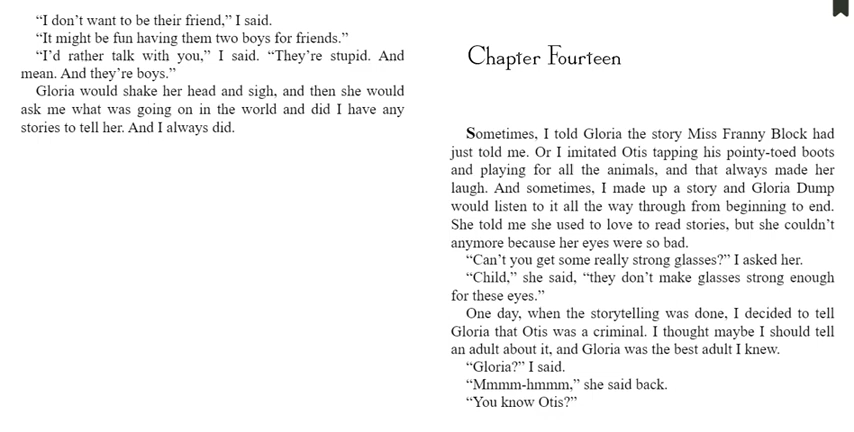 “I don’t want to be their friend,” I said.
“It might be fun having them two boys for friends.”
“I’d rather talk with you,” I said. “They’re stupid. And
mean. And they’re boys.”
Gloria would shake her head and sigh, and then she would
ask me what was going on in the world and did I have any
stories to tell her. And I always did.
Chapter Fourteen
Sometimes, I told Gloria the story Miss Franny Block had
just told me. Or I imitated Otis tapping his pointy-toed boots
and playing for all the animals, and that always made her
laugh. And sometimes, I made up a story and Gloria Dump
would listen to it all the way through from beginning to end.
She told me she used to love to read stories, but she couldn’t
anymore because her eyes were so bad.
“Can’t you get some really strong glasses?” I asked her.
“Child,” she said, “they don’t make glasses strong enough
for these eyes.”
One day, when the storytelling was done, I decided to tell
Gloria that Otis was a criminal. I thought maybe I should tell
an adult about it, and Gloria was the best adult I knew.
“Gloria?” I said.
“Mmmm-hmmm,” she said back.
“You know Otis?”